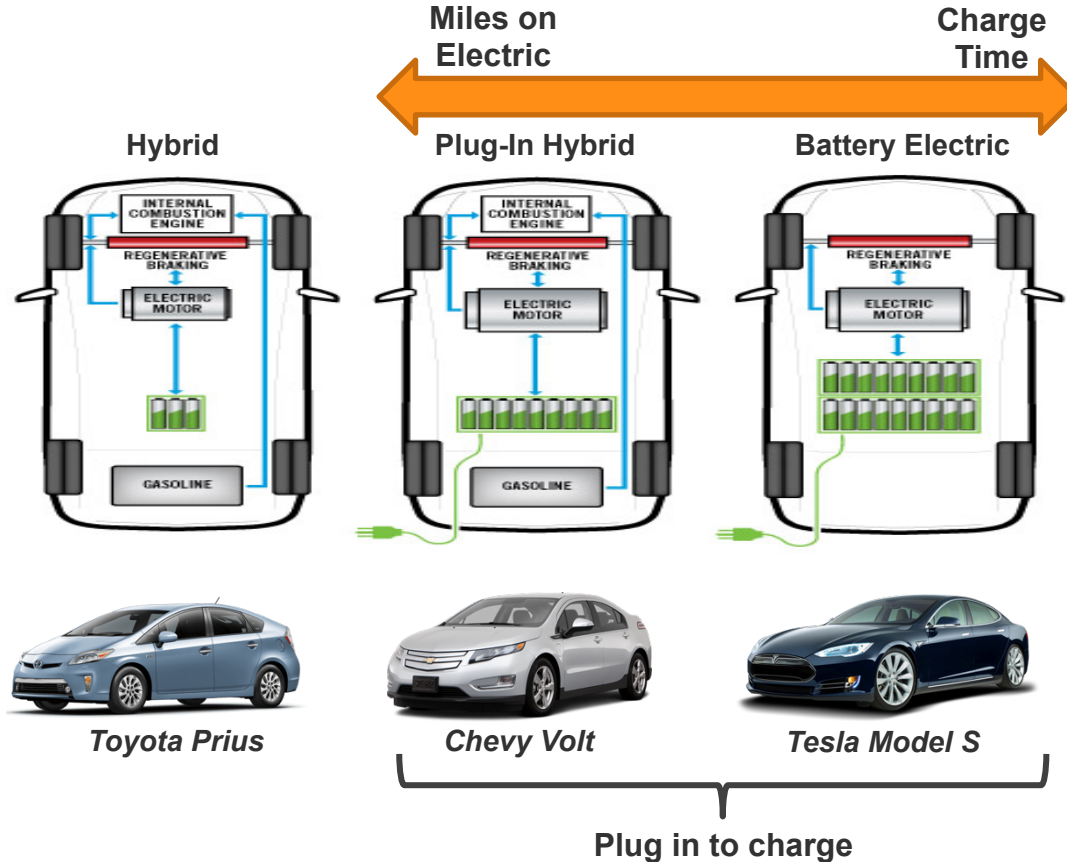 Miles on
Electric
Charge
Time
Hybrid
Plug-In Hybrid
Battery Electric
INTERNAL
COMBUSTION
ENGINE
REGENERATIVE
BRAKING
ELECTRIC
MOTOR
GASOLINE
INTERNAL
COMBUSTION
ENGINE
REGENERATIVE
BRAKING
ELECTRIC
MOTOR
GASOLINE
REGENERATIVE
BRAKING
ELECTRIC
MOTOR
Toyota Prius
Chevy Volt
Tesla Model S
Plug in to charge